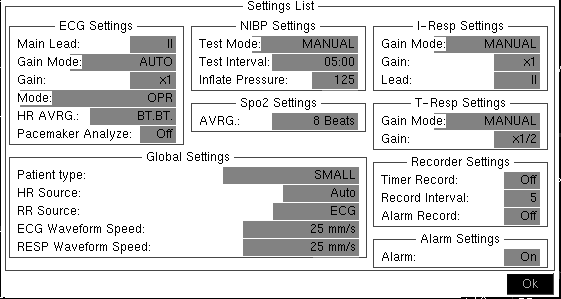 Settings List
ECG Settings
Main Lead: II
Gain Mode: AUTO
Gain: x1
Mode: OPR
HR AVRG.: BT.BT.
Pacemaker Analyze: Off
NIBP Settings
Test Mode: MANUAL
Test Interval: 05:00
Inflate Pressure: 125
Spo2 Settings
AVRG.: 8 Beats
I-Resp Settings
Gain Mode: MANUAL
Gain: x1
Lead: II
T-Resp Settings
Gain Mode: MANUAL
Gain: x1/2
Global Settings
Patient type: SMALL
HR Source: Auto
RR Source: ECG
ECG Waveform Speed: 25 mm/s
RESP Waveform Speed: 25 mm/s
Recorder Settings
Timer Record: Off
Record Interval: 5
Alarm Record: Off
Alarm Settings
Alarm: On
Ok